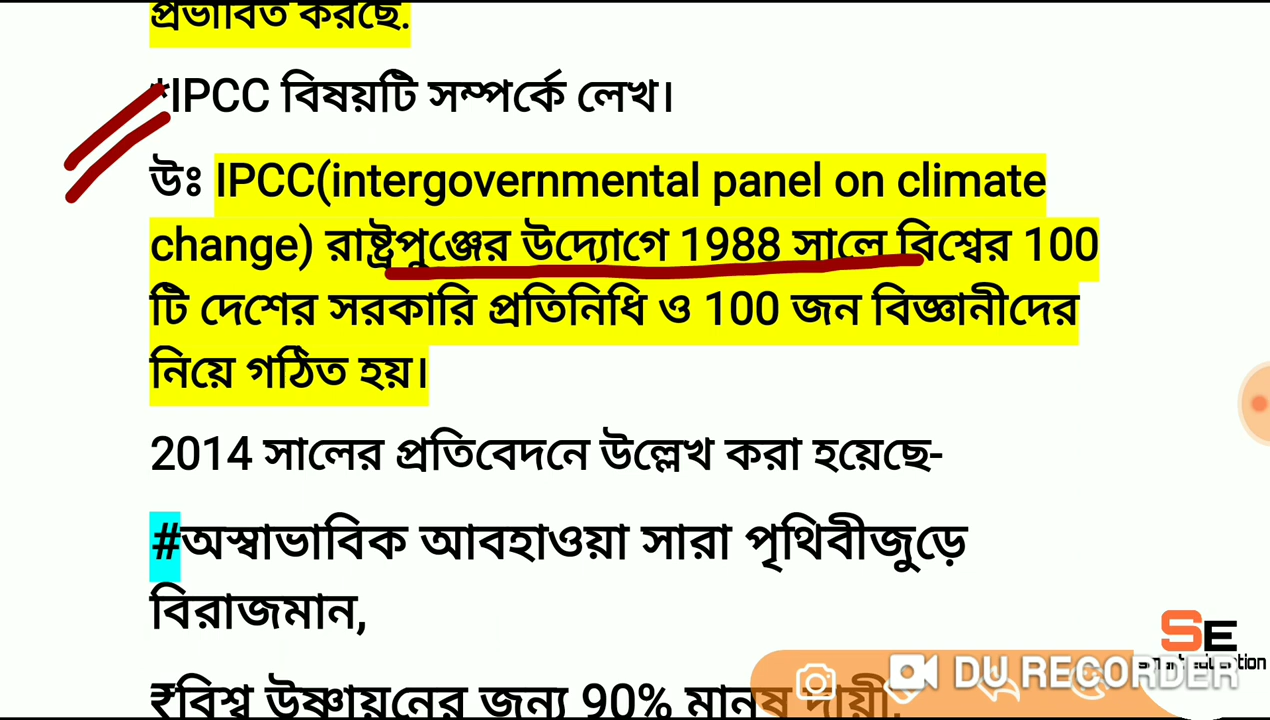 প্রভাবিত করছে.
*IPCC বিষয়টি সম্পর্কে লেখ।
উঃ IPCC(intergovernmental panel on climate
change) রাষ্ট্রপুঞ্জের উদ্যোগে 1988 সালে বিশ্বের 100
টি দেশের সরকারি প্রতিনিধি ও 100 জন বিজ্ঞানীদের
নিয়ে গঠিত হয়।
2014 সালের প্রতিবেদনে উল্লেখ করা হয়েছে-
#অস্বাভাবিক আবহাওয়া সারা পৃথিবীজুড়ে
বিরাজমান,
SE
smart education
DU RECORDER
₹বিশ্ব উষ্ণায়নের জন্য 90% মানুষ দায়ী,